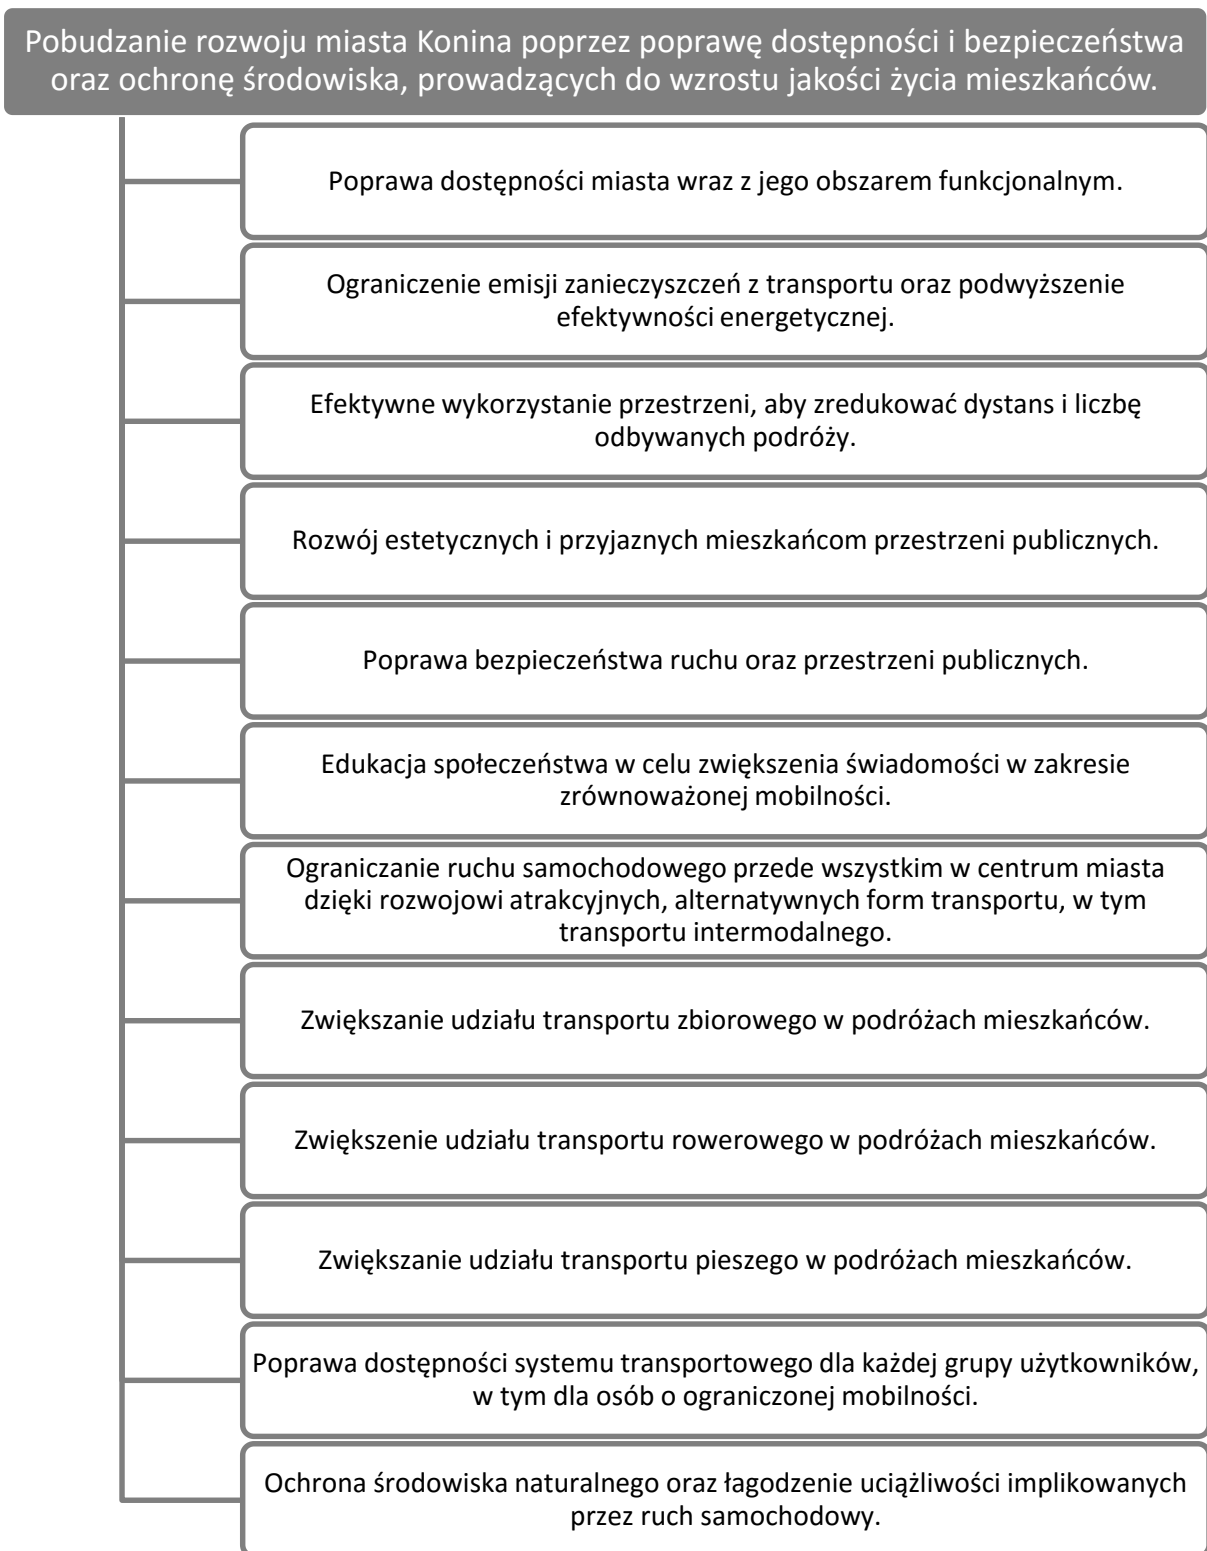 Pobudzanie rozwoju miasta Konina poprzez poprawę dostępności i bezpieczeństwa
oraz ochronę środowiska, prowadzących do wzrostu jakości życia mieszkańców.
Poprawa dostępności miasta wraz z jego obszarem funkcjonalnym.
Ograniczenie emisji zanieczyszczeń z transportu oraz podwyższenie
efektywności energetycznej.
Efektywne wykorzystanie przestrzeni, aby zredukować dystans i liczbę
odbywanych podróży.
Rozwój estetycznych i przyjaznych mieszkańcom przestrzeni publicznych.
Poprawa bezpieczeństwa ruchu oraz przestrzeni publicznych.
Edukacja społeczeństwa w celu zwiększenia świadomości w zakresie
zrównoważonej mobilności.
Ograniczanie ruchu samochodowego przede wszystkim w centrum miasta
dzięki rozwojowi atrakcyjnych, alternatywnych form transportu, w tym
transportu intermodalnego.
Zwiększanie udziału transportu zbiorowego w podróżach mieszkańców.
Zwiększenie udziału transportu rowerowego w podróżach mieszkańców.
Zwiększanie udziału transportu pieszego w podróżach mieszkańców.
Poprawa dostępności systemu transportowego dla każdej grupy użytkowników,
w tym dla osób o ograniczonej mobilności.
Ochrona środowiska naturalnego oraz łagodzenie uciążliwości implikowanych
przez ruch samochodowy.